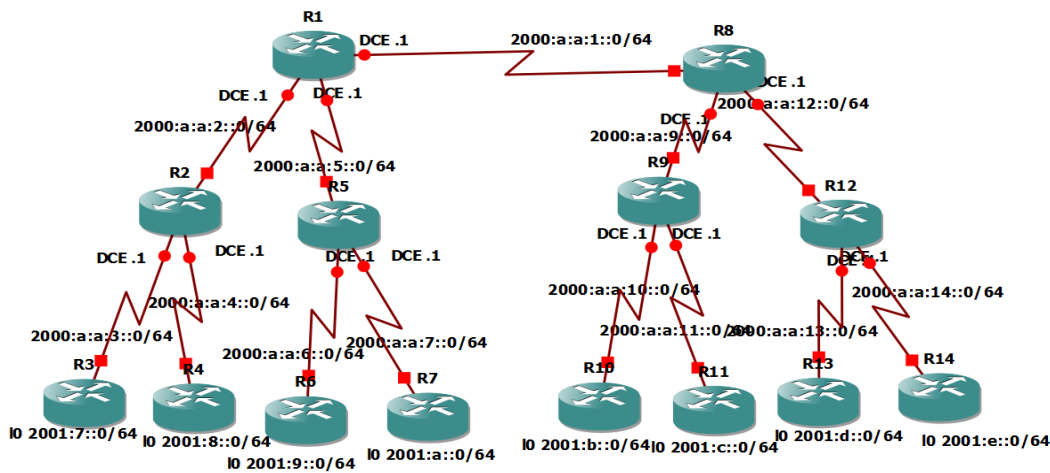 R1
DCE .1
2000:a:a:1::0/64
R8
DCE .1
DCE .1
DCE .1
2000:a:a:12::0/64
2000:a:a:2::0/64
DCE .1
2000:a:a:9::0/64
2000:a:a:5::0/64
R2
R5
R9
R12
DCE .1
DCE .1
DCE .1
DCE .1
DCE .1
DCE .1
DCE .1
2000:a:a:4::0/64
2000:a:a:10::0/64
2000:a:a:14::0/64
2000:a:a:3::0/64
2000:a:a:7::0/64
2000:a:a:11::0/64
2000:a:a:13::0/64
2000:a:a:6::0/64
R3
R4
R6
R7
R10
R11
R13
R14
l0 2001:7::0/64
l0 2001:8::0/64
l0 2001:9::0/64
l0 2001:a::0/64
l0 2001:b::0/64
l0 2001:c::0/64
l0 2001:d::0/64
l0 2001:e::0/64